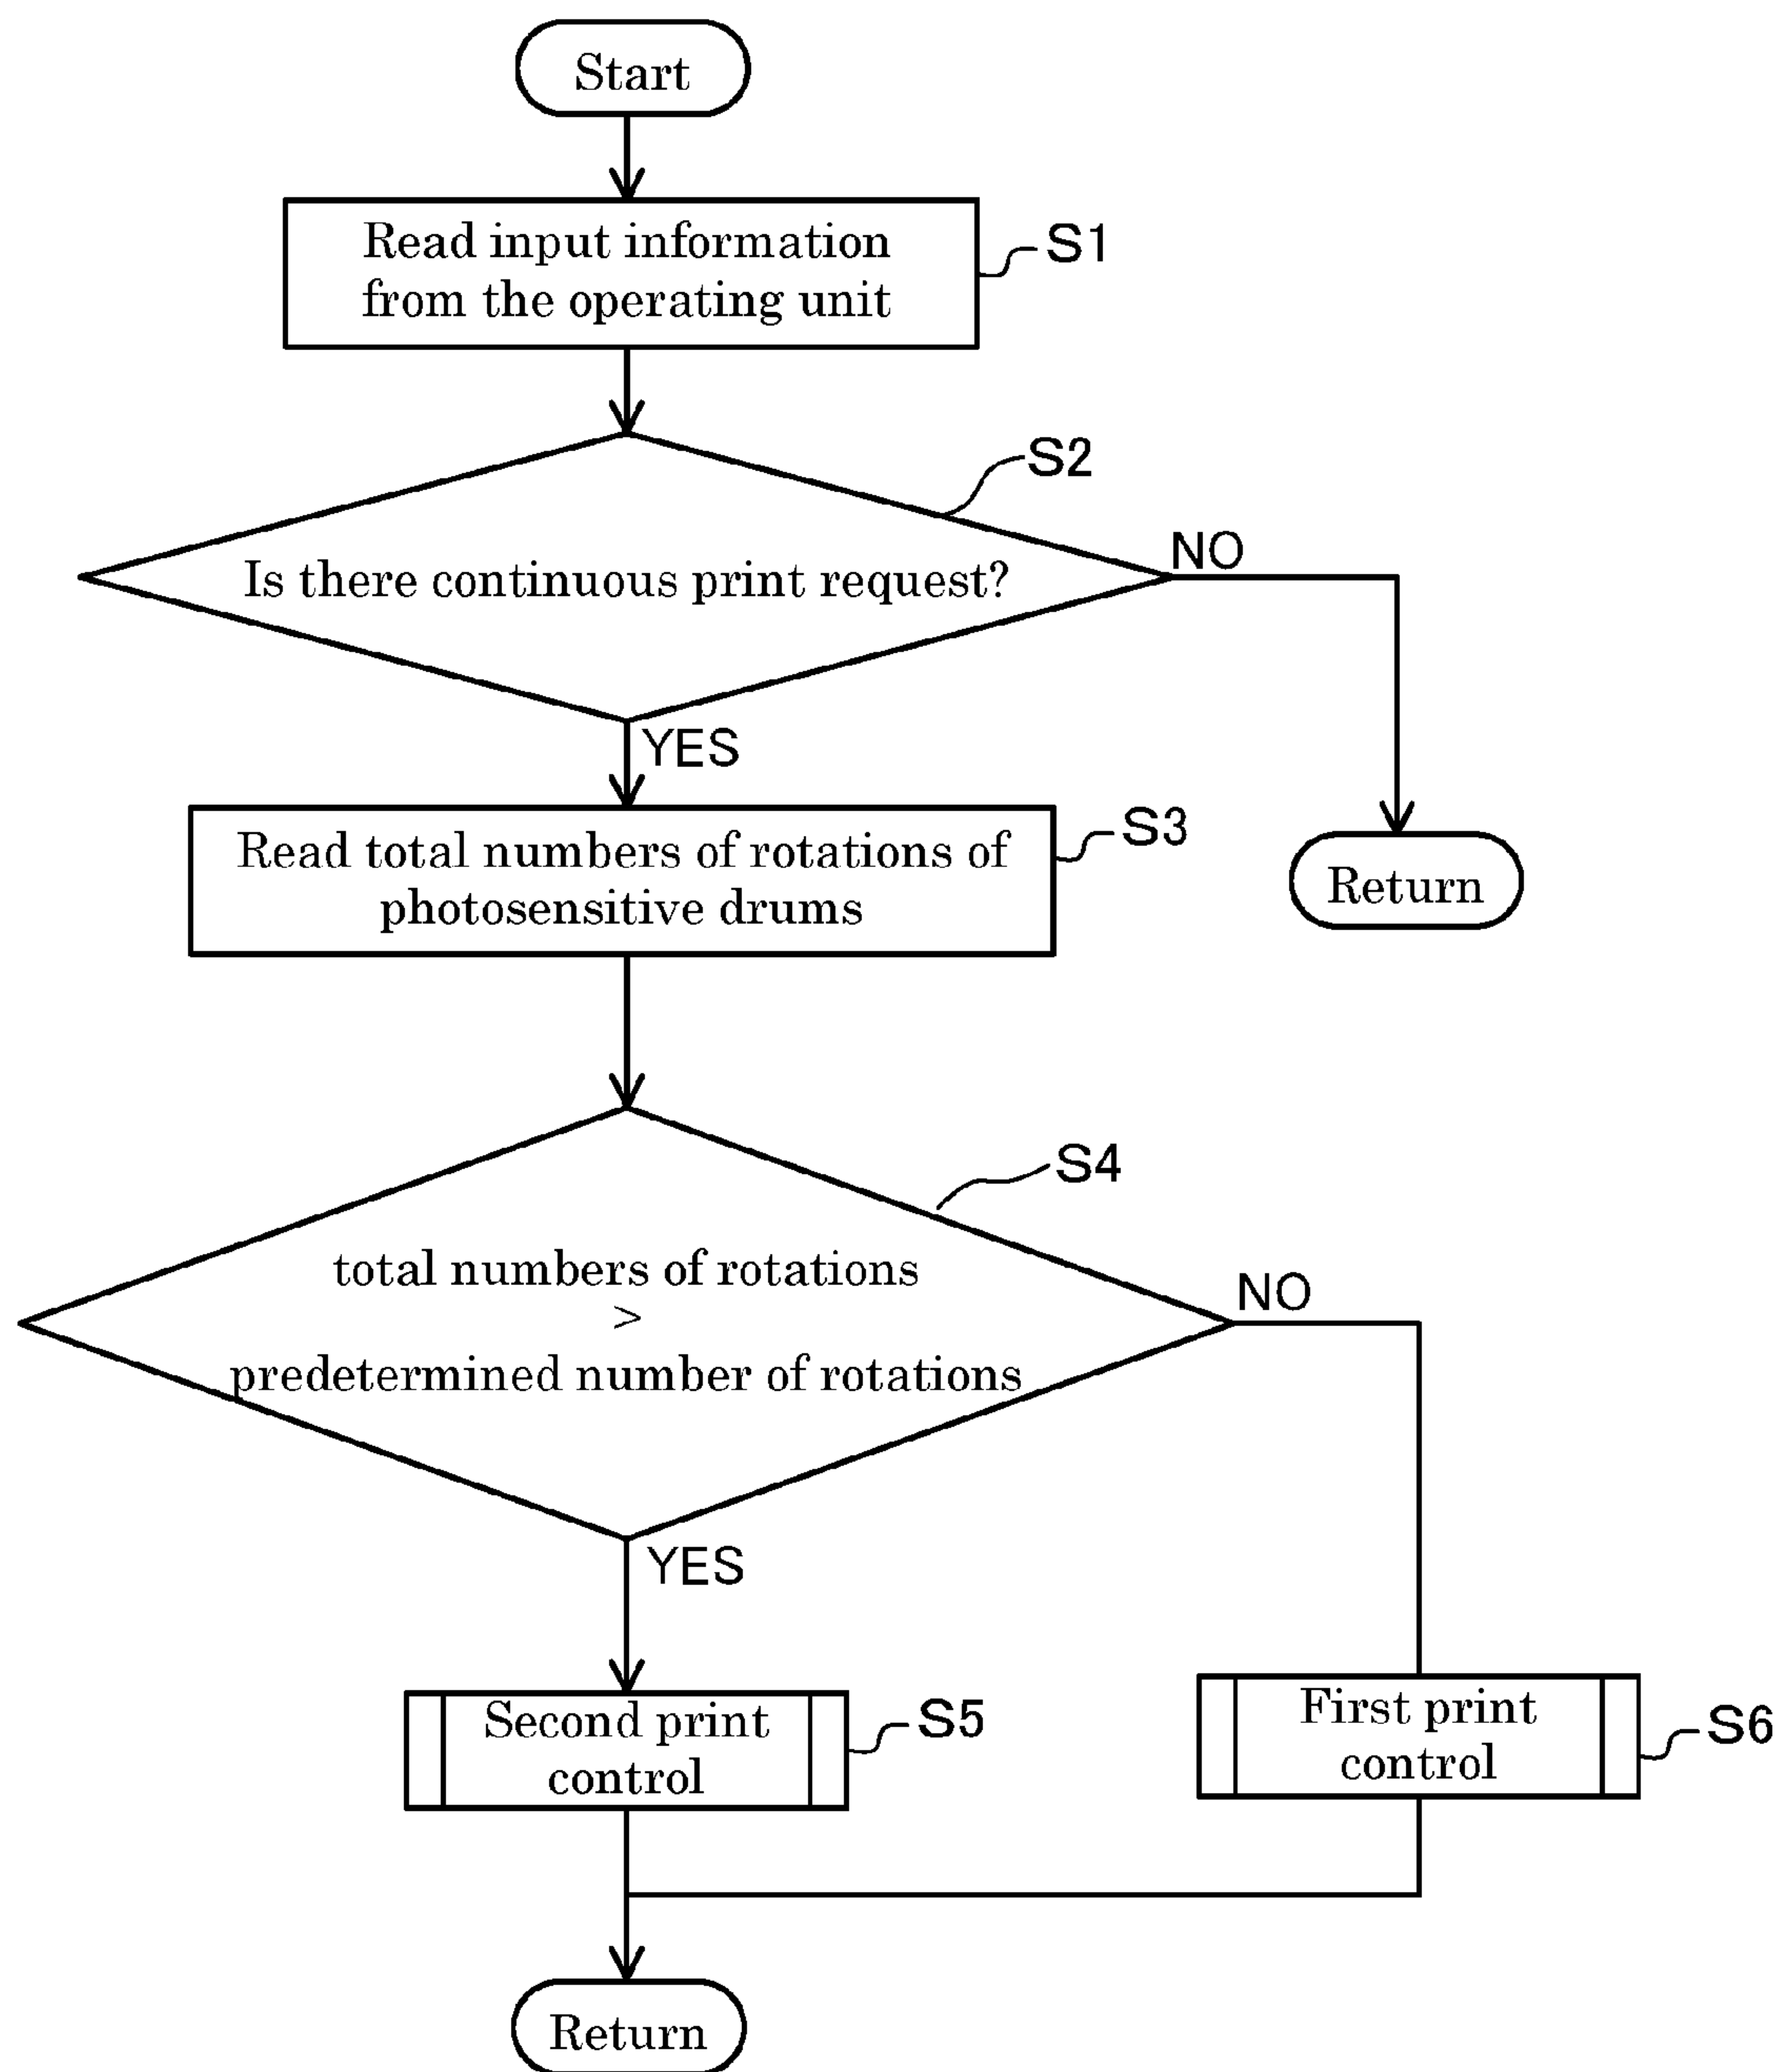 Start
Read input information
from the operating unit
S1
S2
Is there continuous print request?
NO
YES
Read total numbers of rotations of
photosensitive drums
S3
Return
S4
total numbers of rotations
>
predetermined number of rotations
NO
YES
Second print
control
S5
First print
control
S6
Return